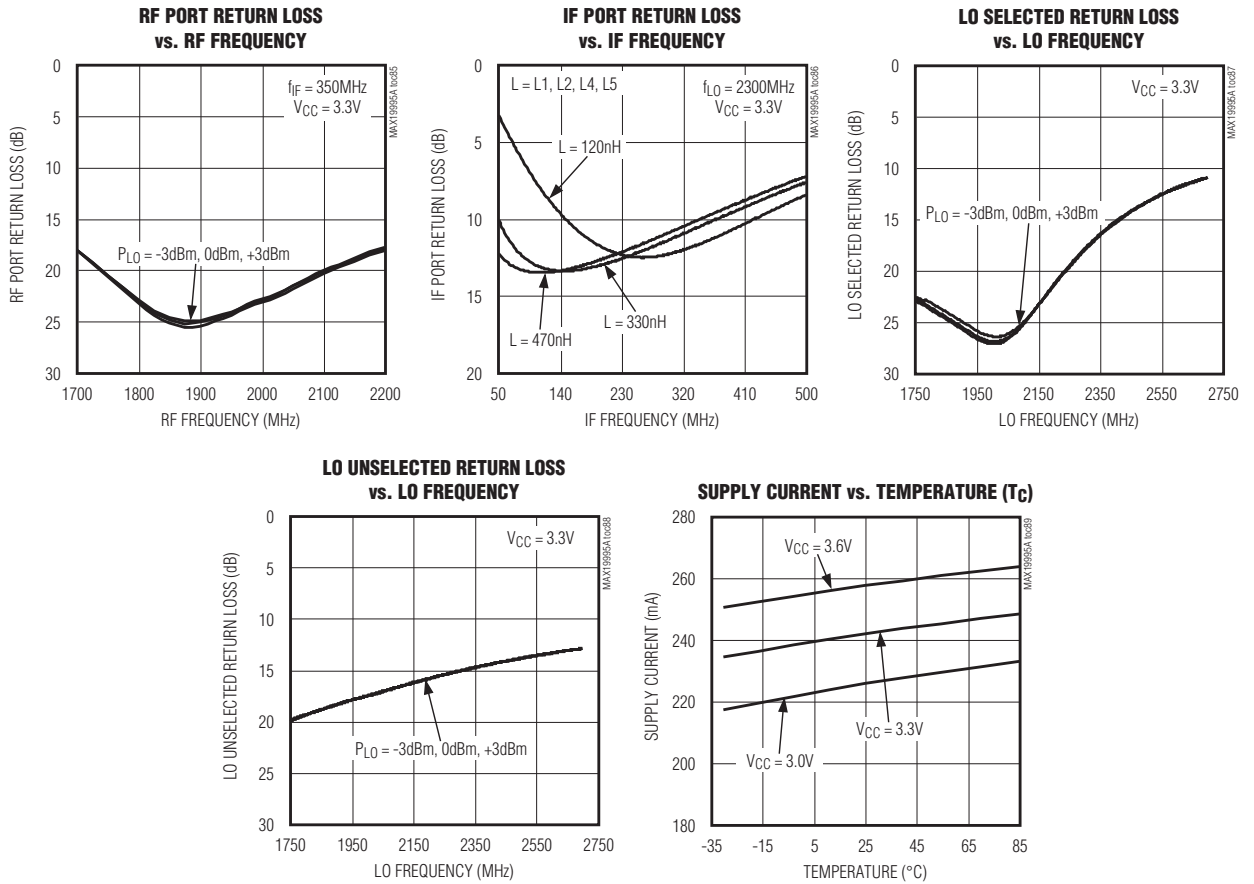 RF PORT RETURN LOSS
vs. RF FREQUENCY
RF PORT RETURN LOSS (dB)
0
5
10
15
20
25
30
fIF = 350MHz
VCC = 3.3V
PLO = -3dBm, 0dBm, +3dBm
MAX19995A toc85
1700 1800 1900 2000 2100 2200
RF FREQUENCY (MHz)
IF PORT RETURN LOSS
vs. IF FREQUENCY
IF PORT RETURN LOSS (dB)
0
5
10
15
20
L = L1, L2, L4, L5
fLO = 2300MHz
VCC = 3.3V
L = 120nH
L = 330nH
L = 470nH
MAX19995A toc86
50 140 230 320 410 500
IF FREQUENCY (MHz)
LO SELECTED RETURN LOSS
vs. LO FREQUENCY
LO SELECTED RETURN LOSS (dB)
0
5
10
15
20
25
30
VCC = 3.3V
PLO = -3dBm, 0dBm, +3dBm
MAX19995A toc87
1750 1950 2150 2350 2550 2750
LO FREQUENCY (MHz)
LO UNSELECTED RETURN LOSS
vs. LO FREQUENCY
LO UNSELECTED RETURN LOSS (dB)
0
5
10
15
20
25
30
VCC = 3.3V
PLO = -3dBm, 0dBm, +3dBm
MAX19995A toc88
1750 1950 2150 2350 2550 2750
LO FREQUENCY (MHz)
SUPPLY CURRENT vs. TEMPERATURE (TC)
SUPPLY CURRENT (mA)
280
260
240
220
200
180
VCC = 3.6V
VCC = 3.3V
VCC = 3.0V
MAX19995A toc89
-35 -15 5 25 45 65 85
TEMPERATURE (°C)